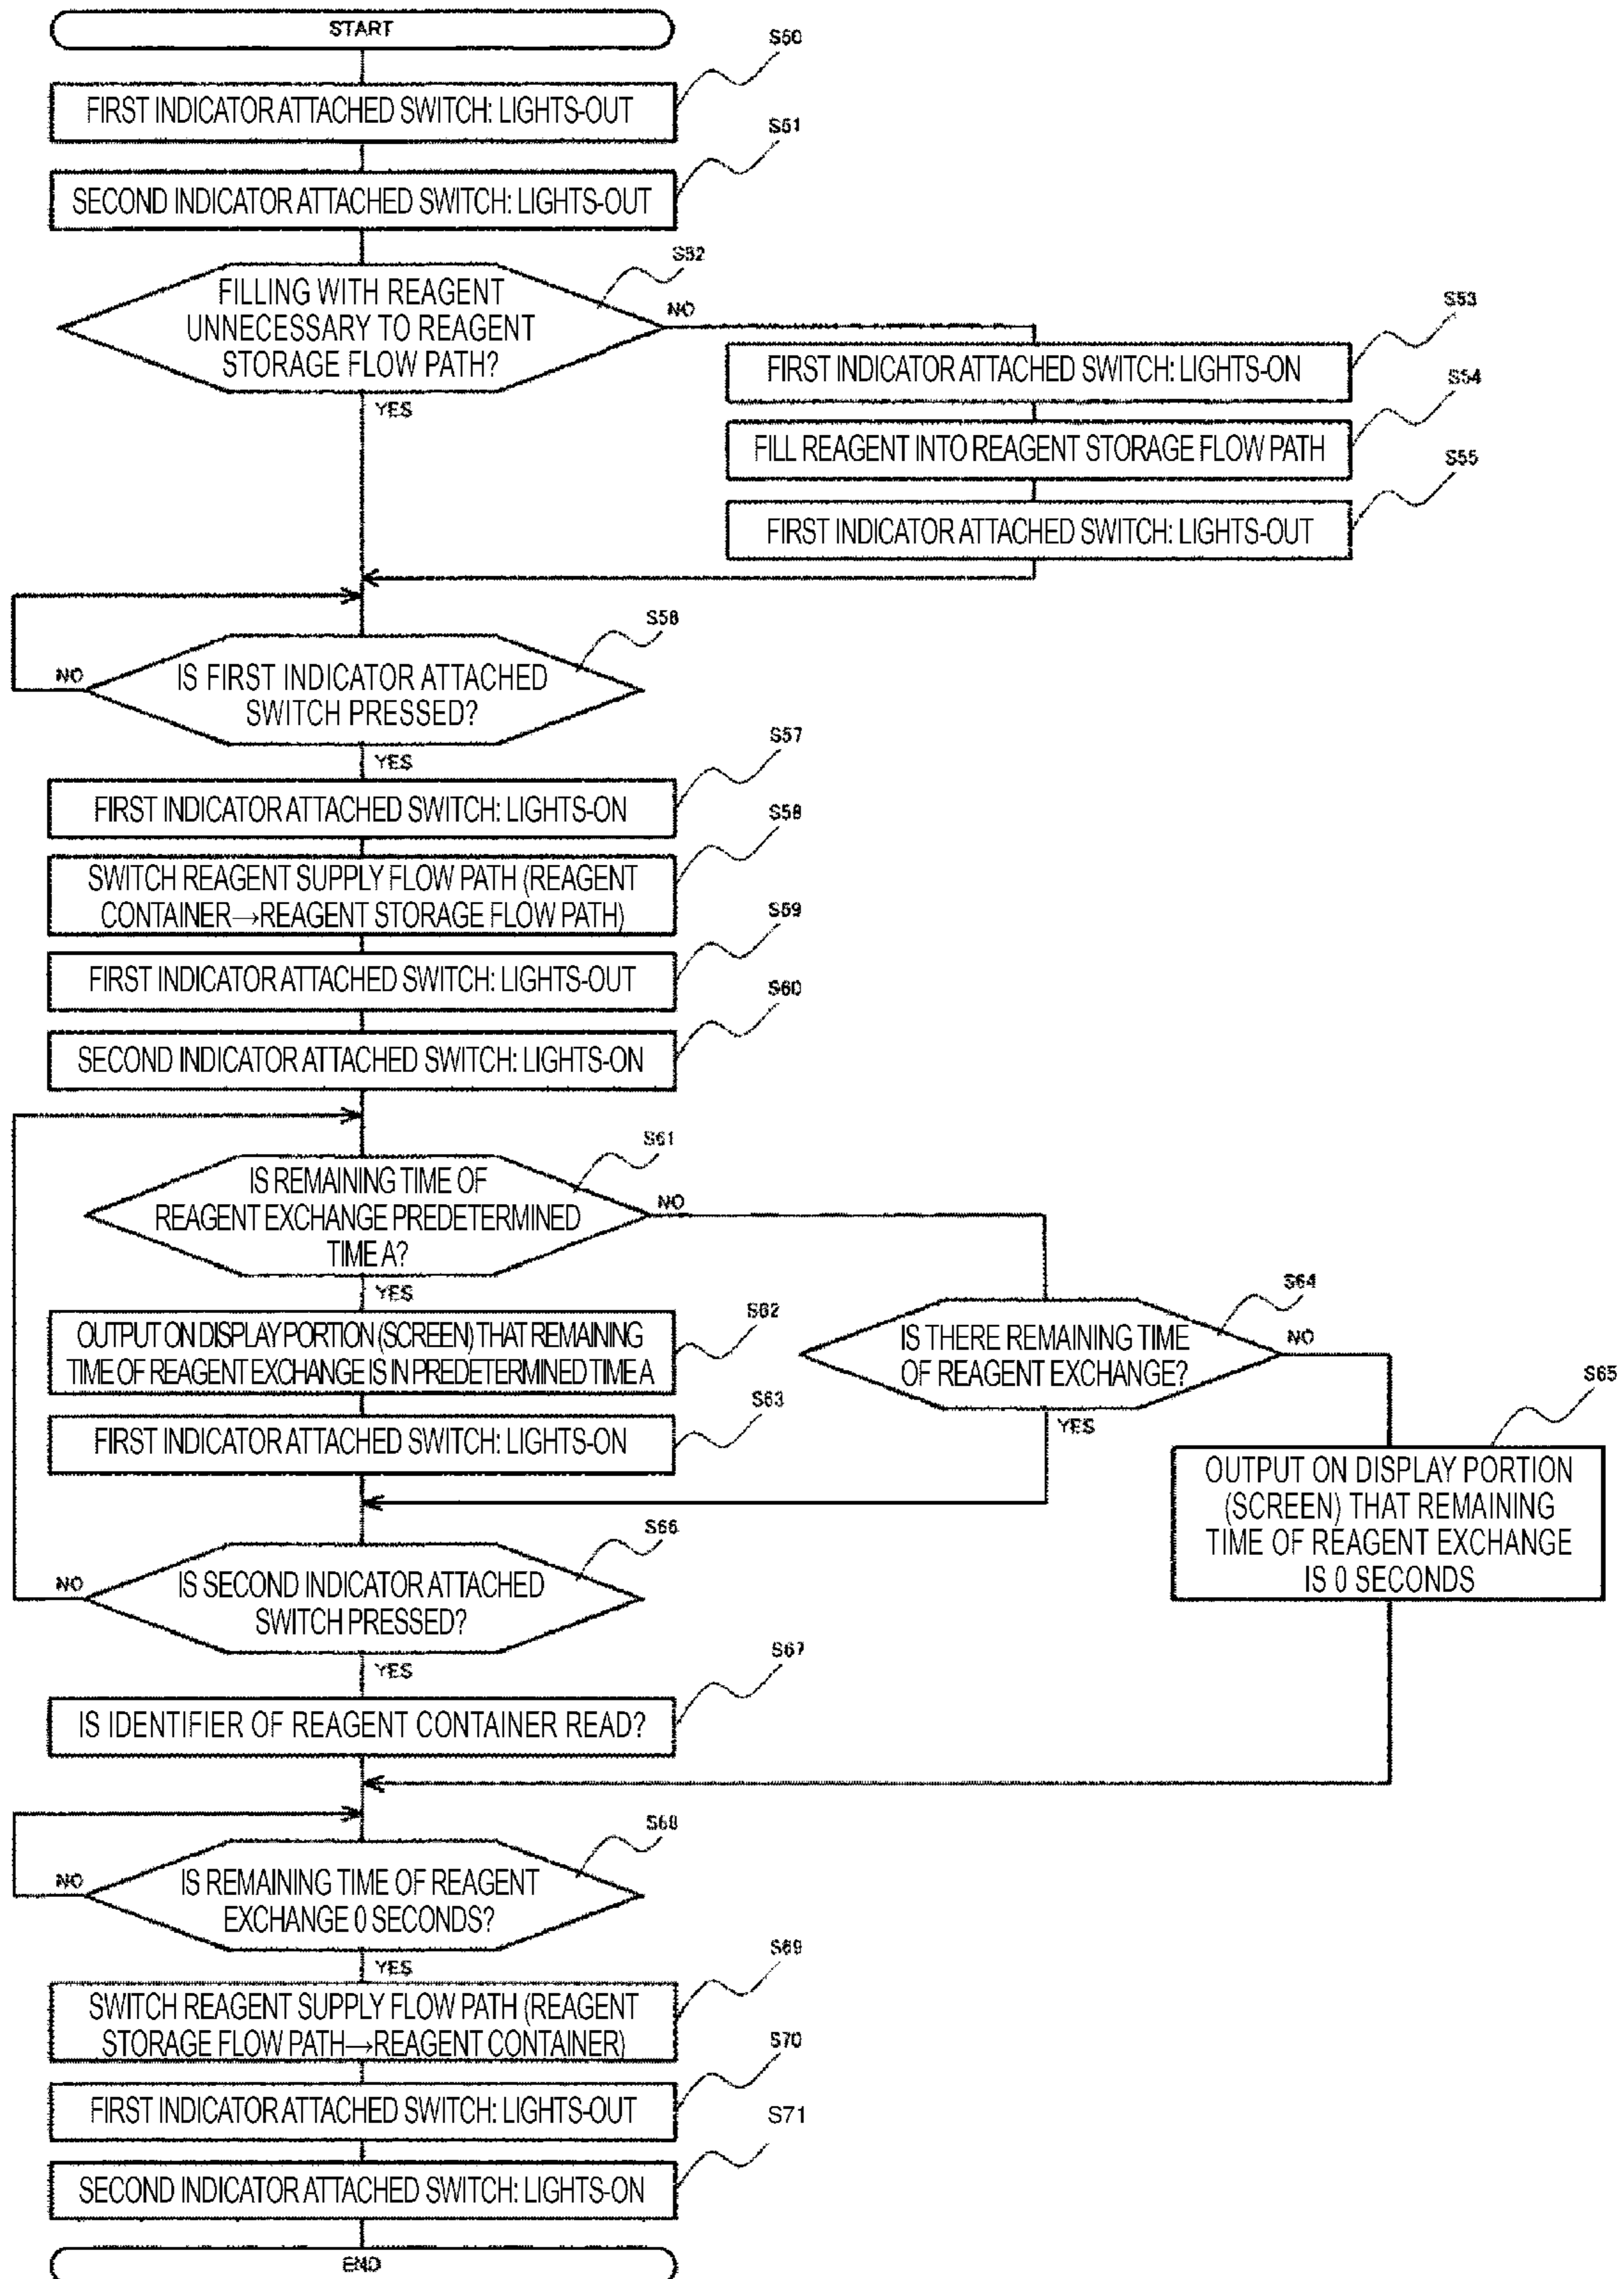 START
S50
FIRST INDICATOR ATTACHED SWITCH: LIGHTS-OUT
S51
SECOND INDICATOR ATTACHED SWITCH: LIGHTS-OUT
S52
FILLING WITH REAGENT
UNNECESSARY TO REAGENT
STORAGE FLOW PATH?
NO
YES
S53
FIRST INDICATOR ATTACHED SWITCH: LIGHTS-ON
S54
FILL REAGENT INTO REAGENT STORAGE FLOW PATH
S55
FIRST INDICATOR ATTACHED SWITCH: LIGHTS-OUT
S56
IS FIRST INDICATOR ATTACHED
SWITCH PRESSED?
NO
YES
S57
FIRST INDICATOR ATTACHED SWITCH: LIGHTS-ON
S58
SWITCH REAGENT SUPPLY FLOW PATH (REAGENT
CONTAINER→REAGENT STORAGE FLOW PATH)
S59
FIRST INDICATOR ATTACHED SWITCH: LIGHTS-OUT
S60
SECOND INDICATOR ATTACHED SWITCH: LIGHTS-ON
S61
IS REMAINING TIME OF
REAGENT EXCHANGE PREDETERMINED
TIME A?
NO
YES
S62
OUTPUT ON DISPLAY PORTION (SCREEN) THAT REMAINING
TIME OF REAGENT EXCHANGE IS IN PREDETERMINED TIME A
S63
FIRST INDICATOR ATTACHED SWITCH: LIGHTS-ON
S64
IS THERE REMAINING TIME
OF REAGENT EXCHANGE?
NO
YES
S65
OUTPUT ON DISPLAY PORTION
(SCREEN) THAT REMAINING
TIME OF REAGENT EXCHANGE
IS 0 SECONDS
S66
IS SECOND INDICATOR ATTACHED
SWITCH PRESSED?
NO
YES
S67
IS IDENTIFIER OF REAGENT CONTAINER READ?
S68
IS REMAINING TIME OF REAGENT
EXCHANGE 0 SECONDS?
NO
YES
S69
SWITCH REAGENT SUPPLY FLOW PATH (REAGENT
STORAGE FLOW PATH→REAGENT CONTAINER)
S70
FIRST INDICATOR ATTACHED SWITCH: LIGHTS-OUT
S71
SECOND INDICATOR ATTACHED SWITCH: LIGHTS-ON
END